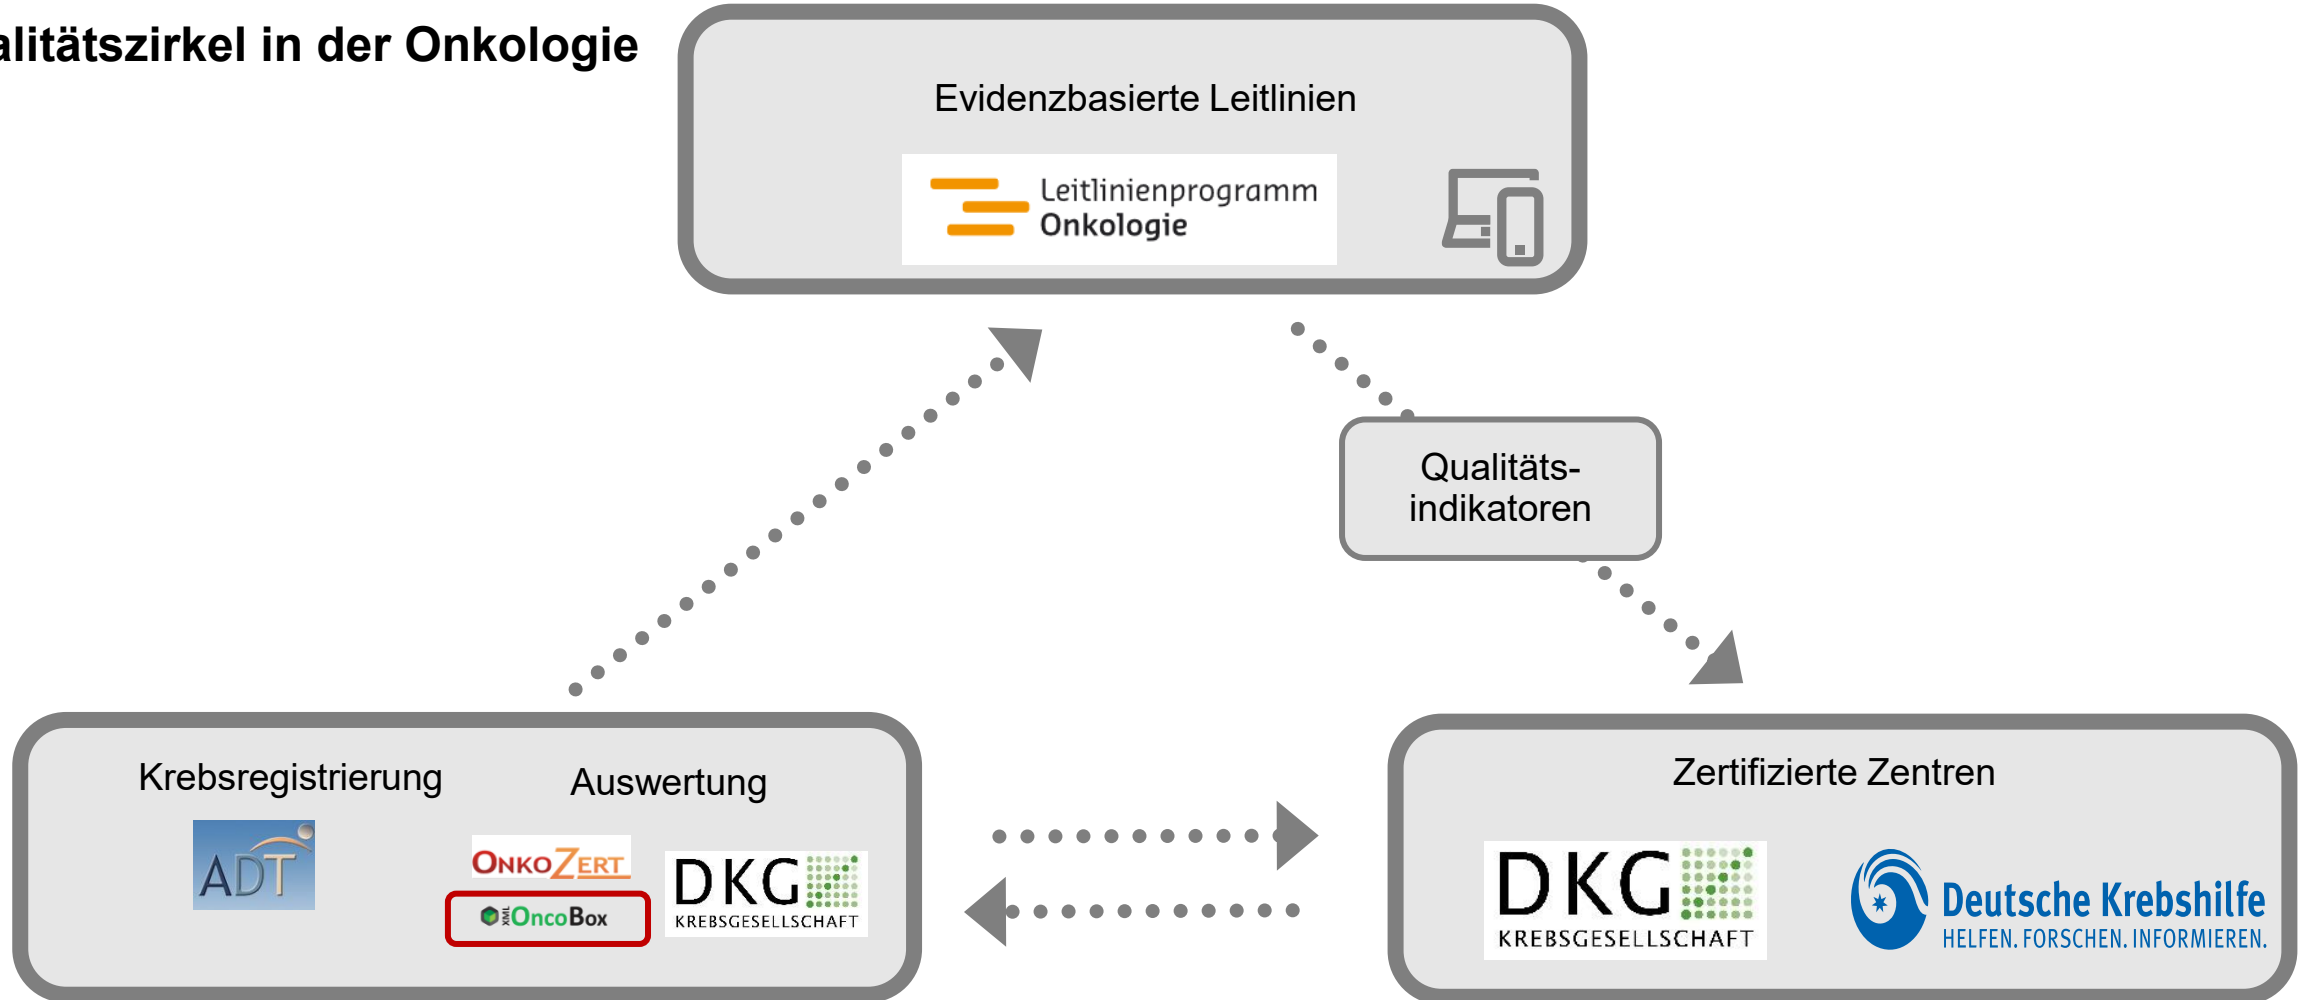 alitätszirkel in der Onkologie
Evidenzbasierte Leitlinien
Leitlinienprogramm
Onkologie
Qualitäts-
indikatoren
Krebsregistrierung
Auswertung
ADT
ONKOZERT
XML OncoBox
DKG
KREBSGESELLSCHAFT
Zertifizierte Zentren
DKG
KREBSGESELLSCHAFT
Deutsche Krebshilfe
HELFEN. FORSCHEN. INFORMIEREN.